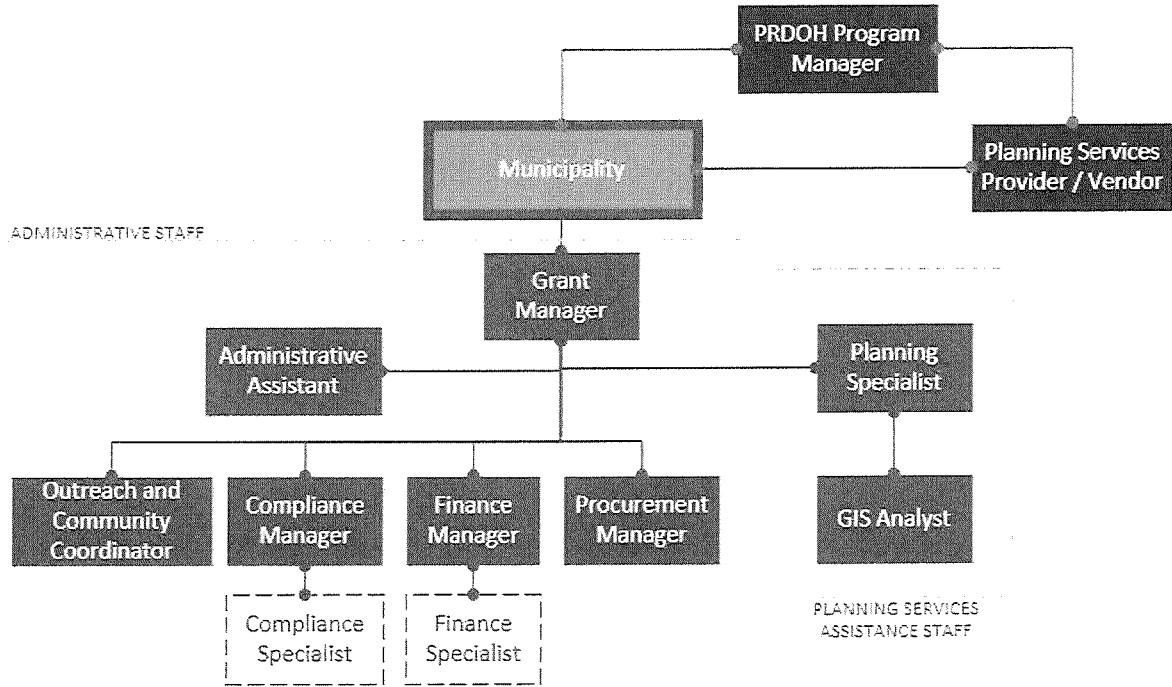 PRDOH Program
Manager
Municipality
Planning Services
Provider / Vendor
ADMINISTRATIVE STAFF
Grant
Manager
Administrative
Assistant
Planning
Specialist
Outreach and
Community
Coordinator
Compliance
Manager
Finance
Manager
Procurement
Manager
GIS Analyst
Compliance
Specialist
Finance
Specialist
PLANNING SERVICES
ASSISTANCE STAFF